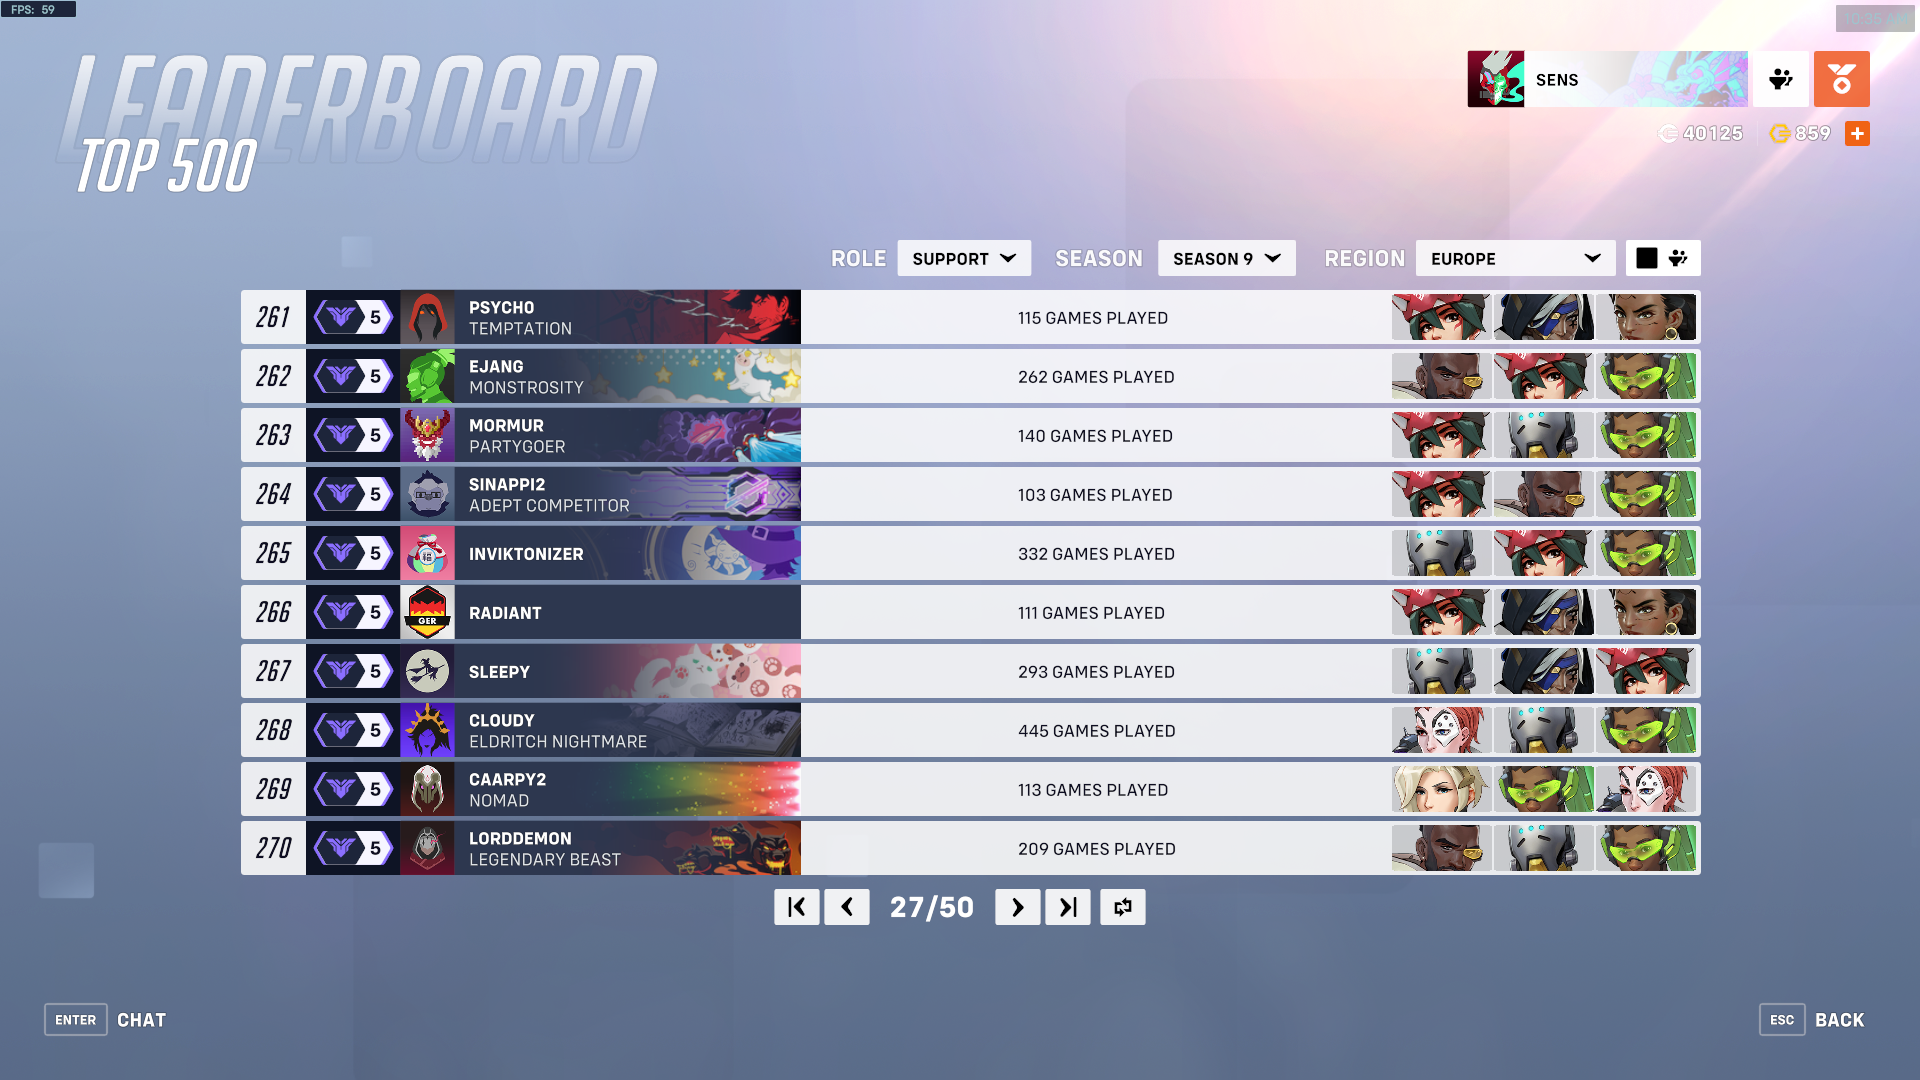 FPS: 59
LEADERBOARD
TOP 500
SENS
40125
859
ROLE SUPPORT SEASON SEASON 9 REGION EUROPE
261 5 PSYCH0 115 GAMES PLAYED
TEMPTATION
262 5 EJANG 262 GAMES PLAYED
MONSTROSITY
263 5 MORMUR 140 GAMES PLAYED
PARTYGOER
264 5 SINAPPI2 103 GAMES PLAYED
ADEPT COMPETITOR
265 5 INVIKTONIZER 332 GAMES PLAYED
266 5 GER RADIANT 111 GAMES PLAYED
267 5 SLEEPY 293 GAMES PLAYED
268 5 CLOUDY 445 GAMES PLAYED
ELDRITCH NIGHTMARE
269 5 CAARPY2 113 GAMES PLAYED
NOMAD
270 5 LORDDEMON 209 GAMES PLAYED
LEGENDARY BEAST
27/50
ENTER CHAT
ESC BACK